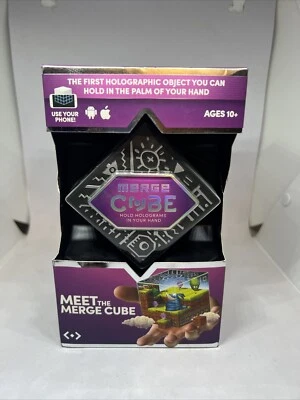 THE FIRST HOLOGRAPHIC OBJECT YOU CAN
HOLD IN THE PALM OF YOUR HAND
USE YOUR
PHONE!
AGES 10+
MERGE
CUBE
HOLD HOLOGRAMS
IN YOUR HAND
MEET THE
MERGE CUBE